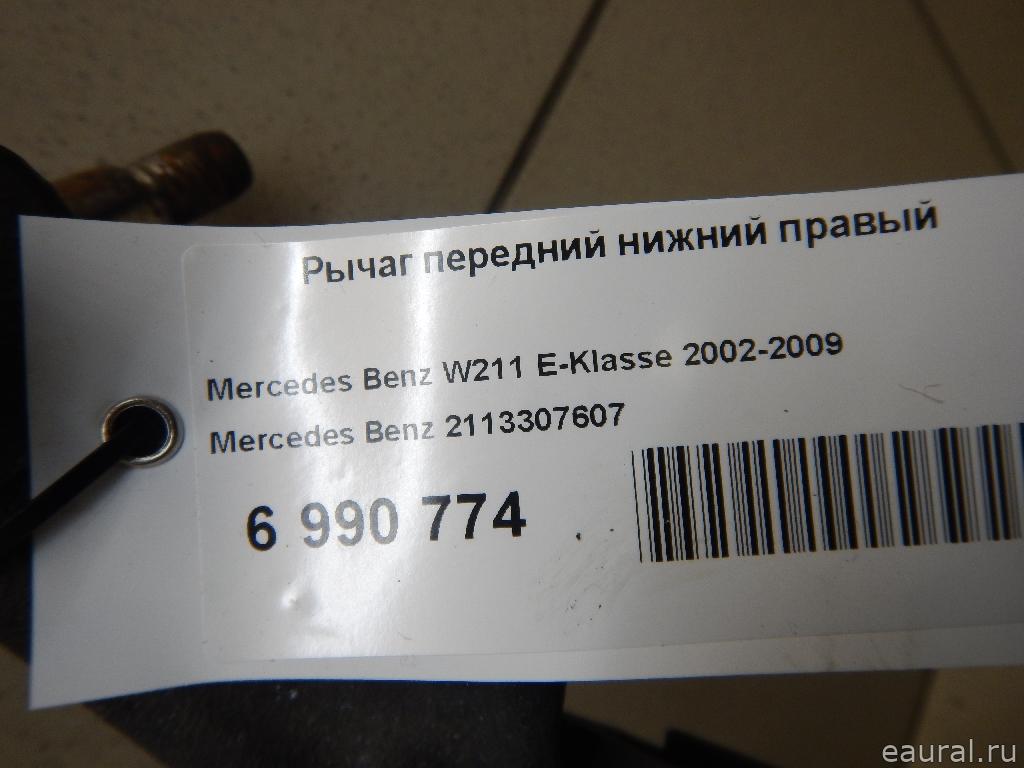 Рычаг передний нижний правый
Mercedes Benz W211 E-Klasse 2002-2009
Mercedes Benz 2113307607
6 990 774
eaural.ru